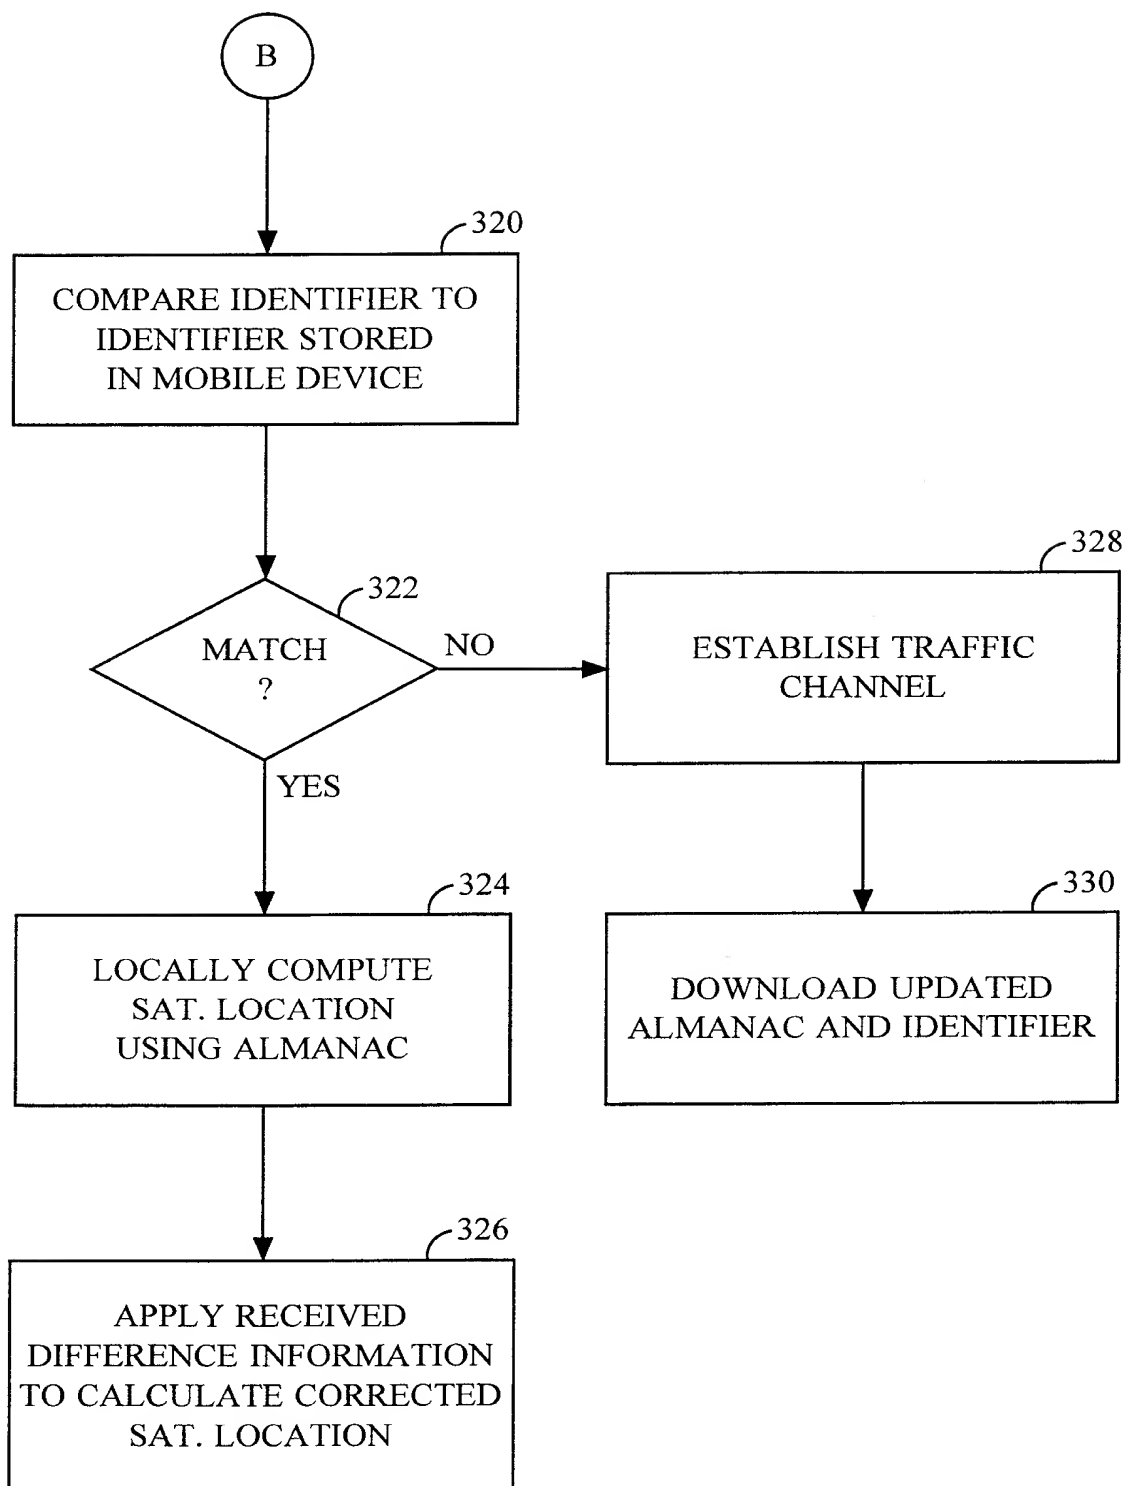 B
320
COMPARE IDENTIFIER TO
IDENTIFIER STORED
IN MOBILE DEVICE
322
MATCH
?
NO
YES
328
ESTABLISH TRAFFIC
CHANNEL
324
LOCALLY COMPUTE
SAT. LOCATION
USING ALMANAC
330
DOWNLOAD UPDATED
ALMANAC AND IDENTIFIER
326
APPLY RECEIVED
DIFFERENCE INFORMATION
TO CALCULATE CORRECTED
SAT. LOCATION